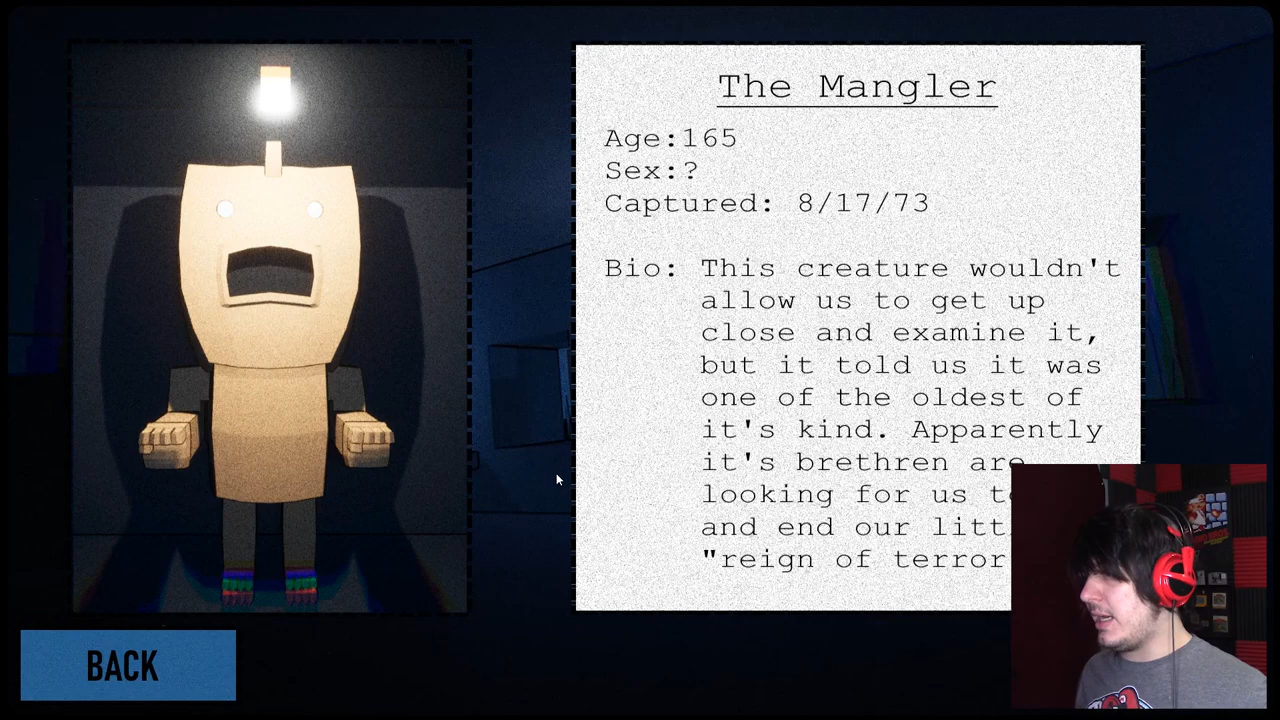 The Mangler
Age:165
Sex:?
Captured: 8/17/73
Bio: This creature wouldn't
allow us to get up
close and examine it,
but it told us it was
one of the oldest of
it's kind. Apparently
it's brethren are
looking for us
and end our
"reign of terror
BACK